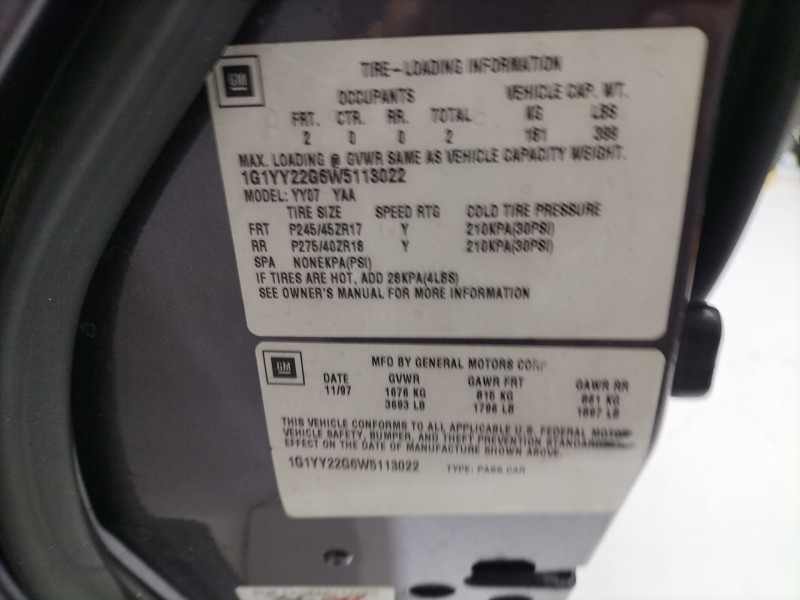 GM
TIRE-LOADING INFORMATION
OCCUPANTS VEHICLE CAP. WT.
FRT. CTR. RR. TOTAL KG LBS
2 0 0 2 181 399
MAX. LOADING @ GVWR SAME AS VEHICLE CAPACITY WEIGHT.
1G1YY22G6W5113022
MODEL: YY07 YAA
TIRE SIZE SPEED RTG COLD TIRE PRESSURE
FRT P245/45ZR17 Y 210KPA(30PSI)
RR P275/40ZR18 Y 210KPA(30PSI)
SPA NONEKPA(PSI)
IF TIRES ARE HOT, ADD 28KPA(4LBS)
SEE OWNER'S MANUAL FOR MORE INFORMATION
GM
MFD BY GENERAL MOTORS CORP
DATE GVWR GAWR FRT GAWR RR
11/97 1676 KG 815 KG 861 KG
3693 LB 1796 LB 1897 LB
THIS VEHICLE CONFORMS TO ALL APPLICABLE U.S. FEDERAL MOTOR
VEHICLE SAFETY, BUMPER, AND THEFT PREVENTION STANDARDS
EFFECT ON THE DATE OF MANUFACTURE SHOWN ABOVE.
1G1YY22G6W5113022 TYPE: PASS CAR